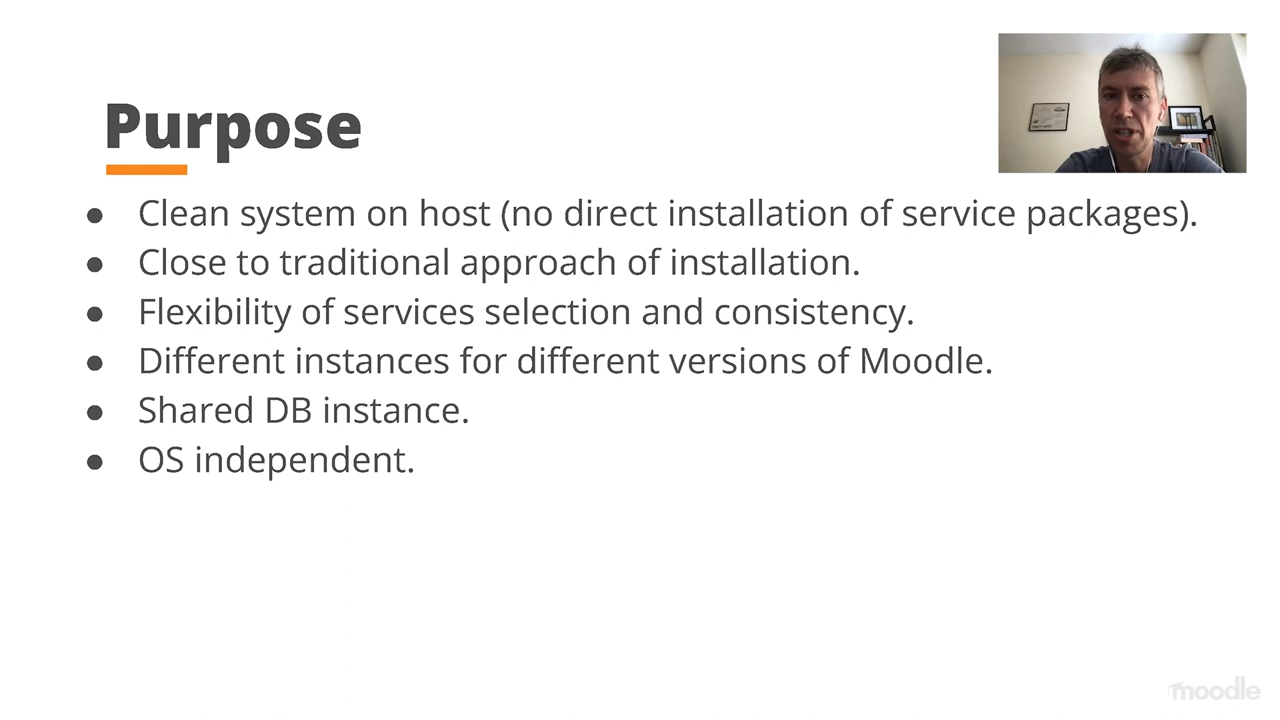 Purpose
● Clean system on host (no direct installation of service packages).
● Close to traditional approach of installation.
● Flexibility of services selection and consistency.
● Different instances for different versions of Moodle.
● Shared DB instance.
● OS independent.
moodle